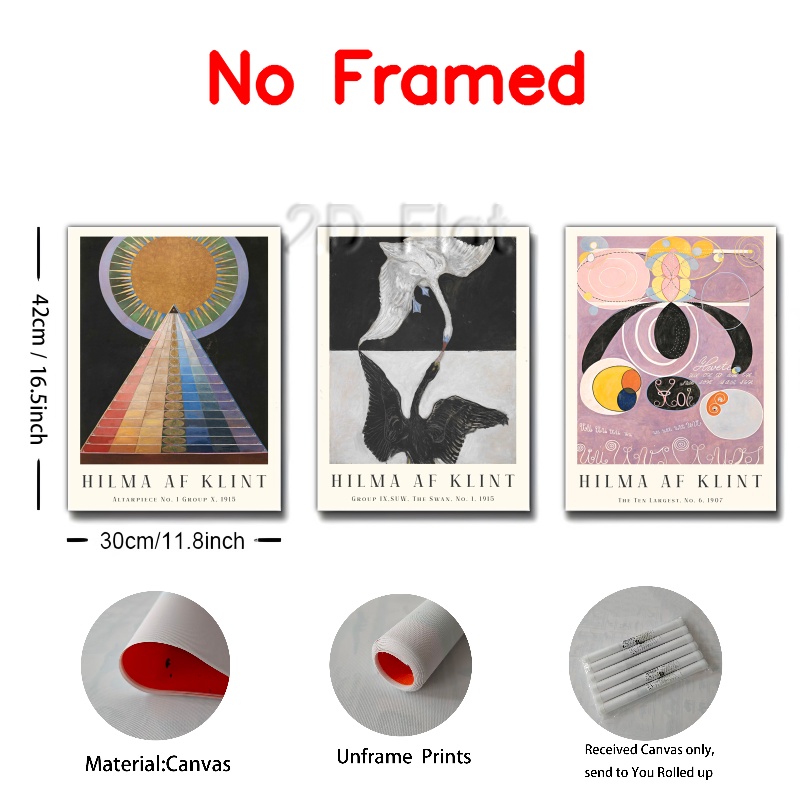 No Framed
2D Flat
42cm / 16.5inch
HILMA AF KLINT
Altarpiece No. 1 Group X, 1915
HILMA AF KLINT
Group IX.SUW, The Swan, No. 1, 1915
HILMA AF KLINT
The Ten Largest, No. 6, 1907
30cm/11.8inch
Material:Canvas
Unframe Prints
Received Canvas only,
send to You Rolled up